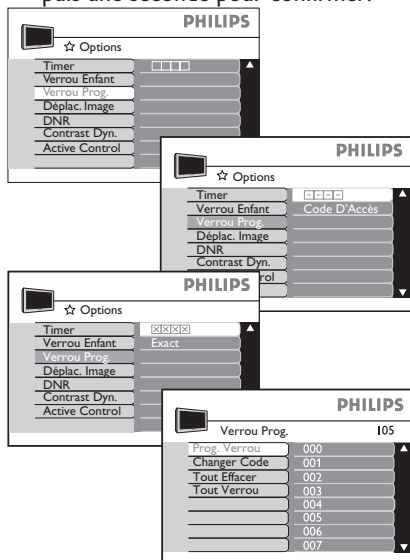 puis une seconde pour confirmer.
PHILIPS
☆ Options
Timer
Verrou Enfant
Verrou Prog.
Déplac. Image
DNR
Contrast Dyn.
Active Control
PHILIPS
☆ Options
Timer - - - -
Verrou Enfant Code D'Accès
Verrou Prog.
Déplac. Image
DNR
Contrast Dyn.
rol
PHILIPS
☆ Options
Timer XXXX
Verrou Enfant Exact
Verrou Prog.
Déplac. Image
DNR
Contrast Dyn.
Active Control
PHILIPS
Verrou Prog. 105
Prog. Verrou 000
Changer Code 001
Tout Effacer 002
Tout Verrou 003
004
005
006
007